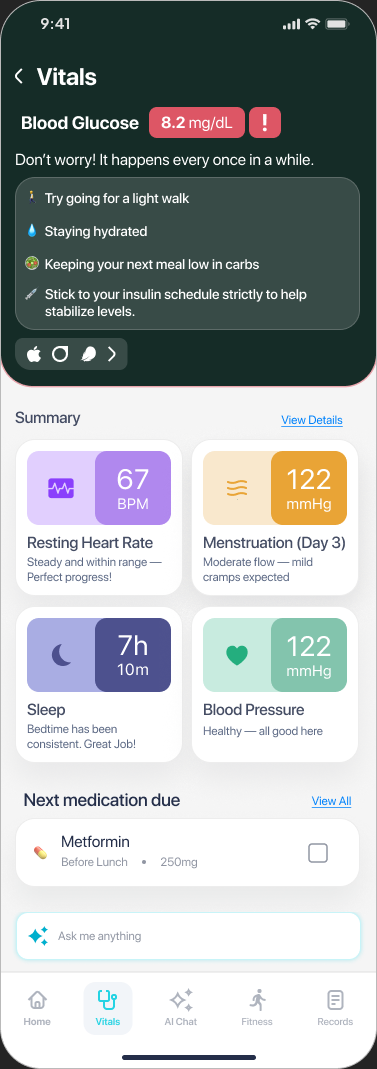 9:41
Vitals
Blood Glucose 8.2 mg/dL !
Don't worry! It happens every once in a while.
Try going for a light walk
Staying hydrated
Keeping your next meal low in carbs
Stick to your insulin schedule strictly to help
stabilize levels.
Summary View Details
67
BPM
Resting Heart Rate
Steady and within range —
Perfect progress!
122
mmHg
Menstruation (Day 3)
Moderate flow — mild
cramps expected
7h
10m
Sleep
Bedtime has been
consistent. Great Job!
122
mmHg
Blood Pressure
Healthy — all good here
Next medication due View All
Metformin
Before Lunch • 250mg
Ask me anything
Home Vitals AI Chat Fitness Records